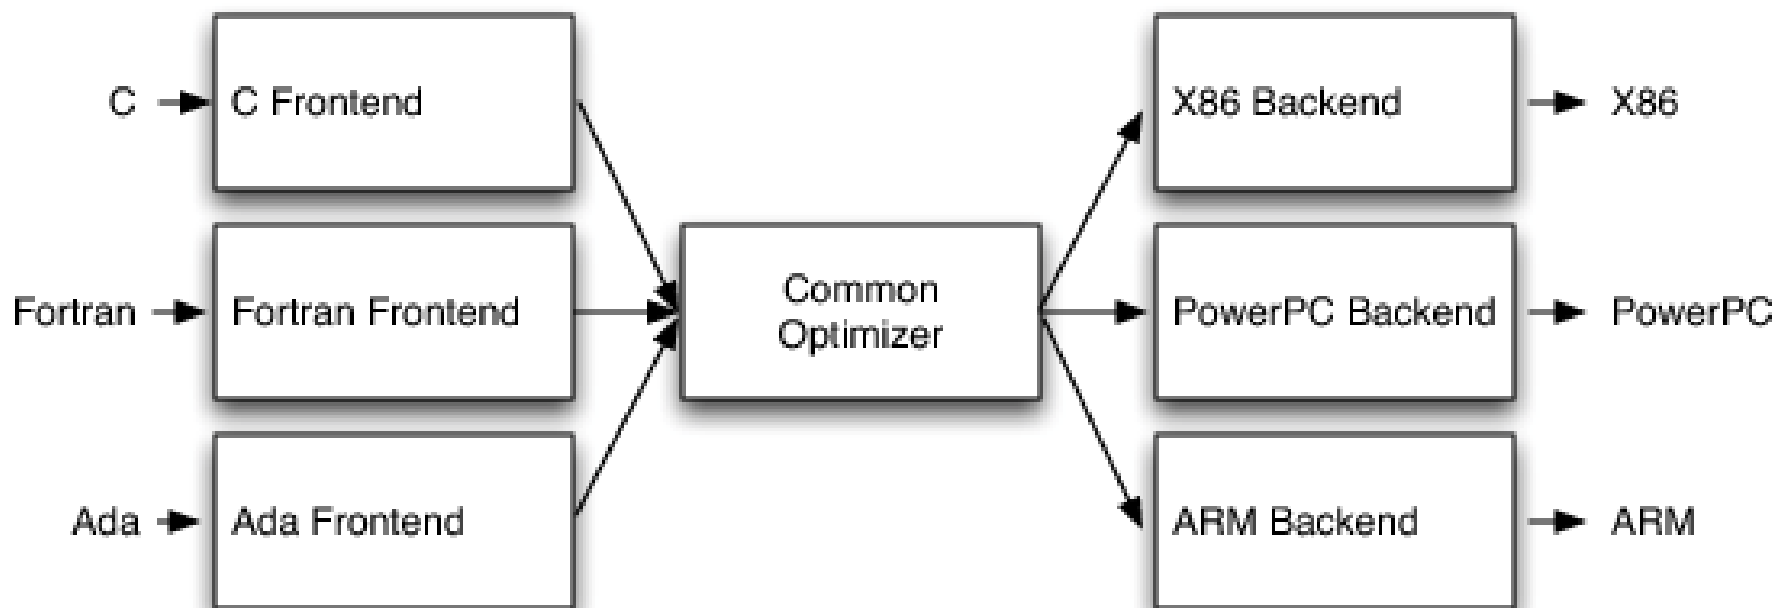 C
C Frontend
X86 Backend
X86
Fortran
Fortran Frontend
Common
Optimizer
PowerPC Backend
PowerPC
Ada
Ada Frontend
ARM Backend
ARM